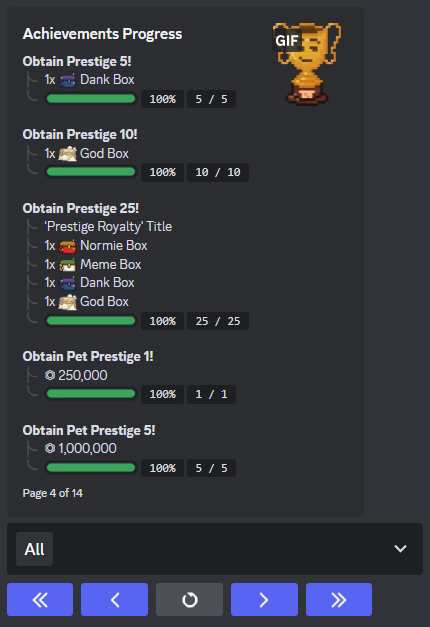 Achievements Progress
GIF
Obtain Prestige 5!
1x Dank Box
100% 5 / 5
Obtain Prestige 10!
1x God Box
100% 10 / 10
Obtain Prestige 25!
'Prestige Royalty' Title
1x Normie Box
1x Meme Box
1x Dank Box
1x God Box
100% 25 / 25
Obtain Pet Prestige 1!
250,000
100% 1 / 1
Obtain Pet Prestige 5!
1,000,000
100% 5 / 5
Page 4 of 14
All